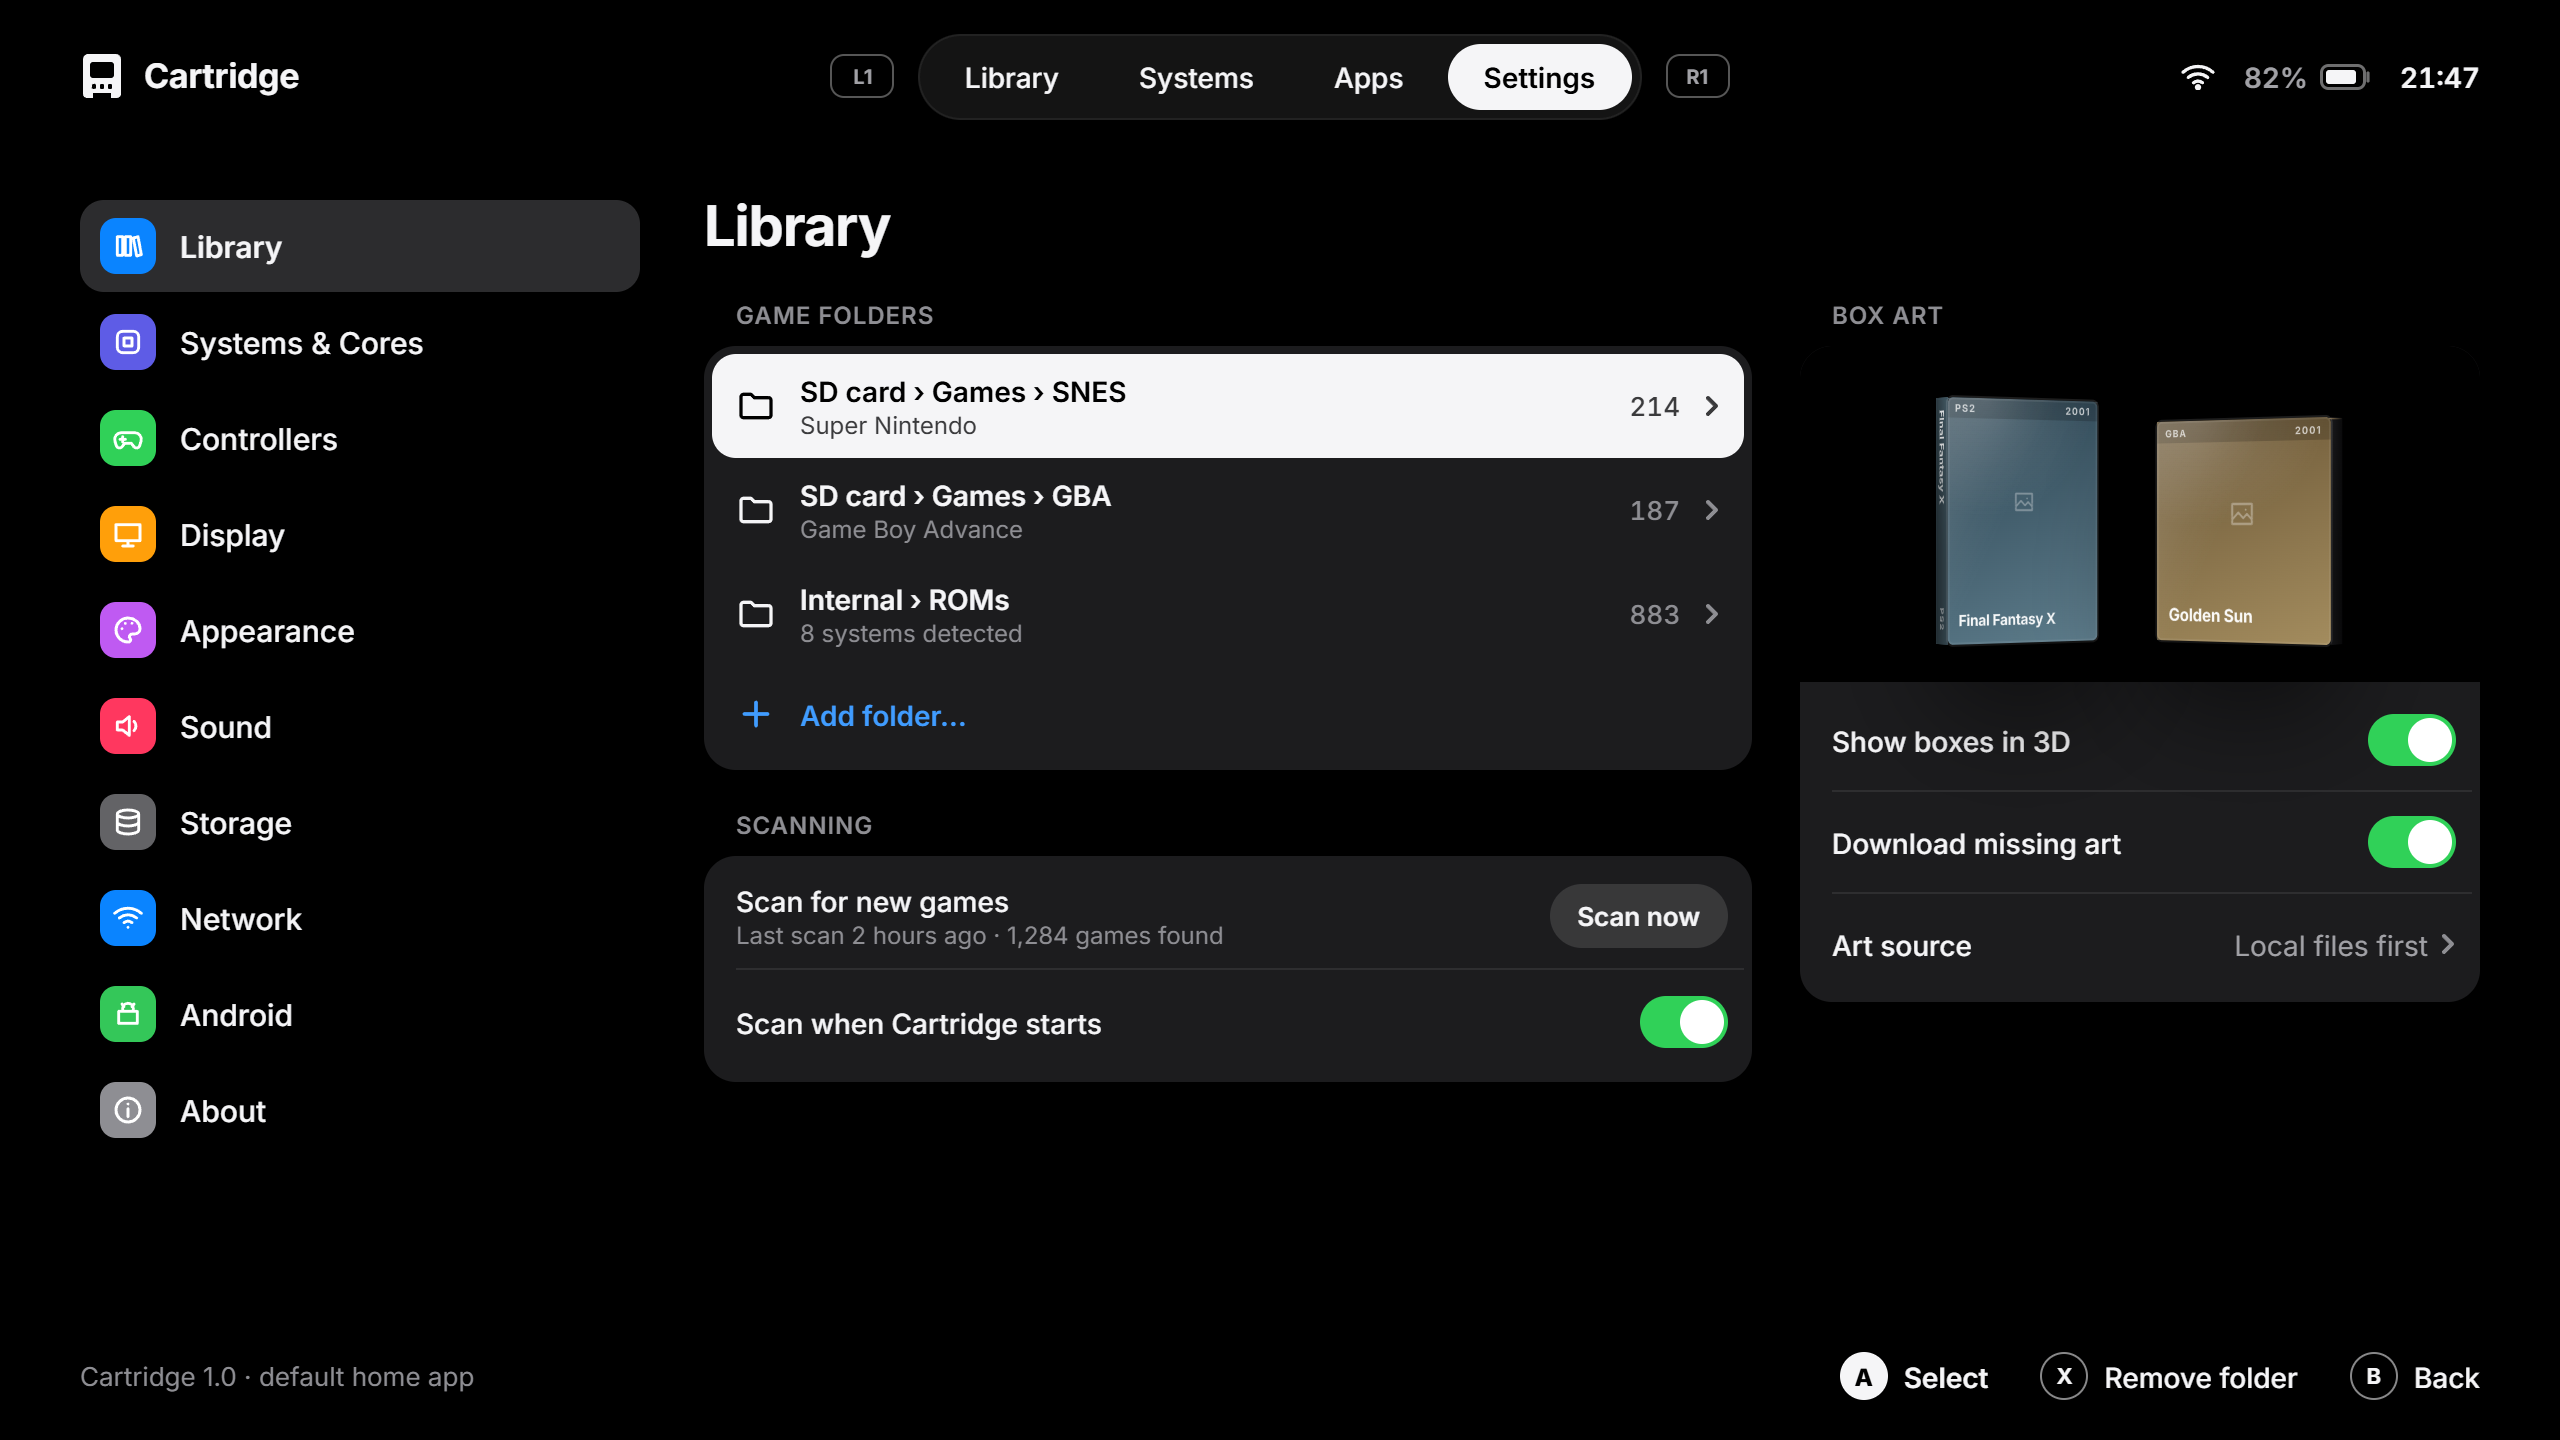 Cartridge
L1
Library
Systems
Apps
Settings
R1
82%
21:47
Library
Systems & Cores
Controllers
Display
Appearance
Sound
Storage
Network
Android
About
Library
GAME FOLDERS
SD card › Games › SNES
Super Nintendo
214
SD card › Games › GBA
Game Boy Advance
187
Internal › ROMs
8 systems detected
883
Add folder...
SCANNING
Scan for new games
Last scan 2 hours ago · 1,284 games found
Scan now
Scan when Cartridge starts
BOX ART
Final Fantasy X
PS2
PS2
2001
Final Fantasy X
GBA
2001
Golden Sun
Show boxes in 3D
Download missing art
Art source
Local files first
Cartridge 1.0 · default home app
A Select
X Remove folder
B Back